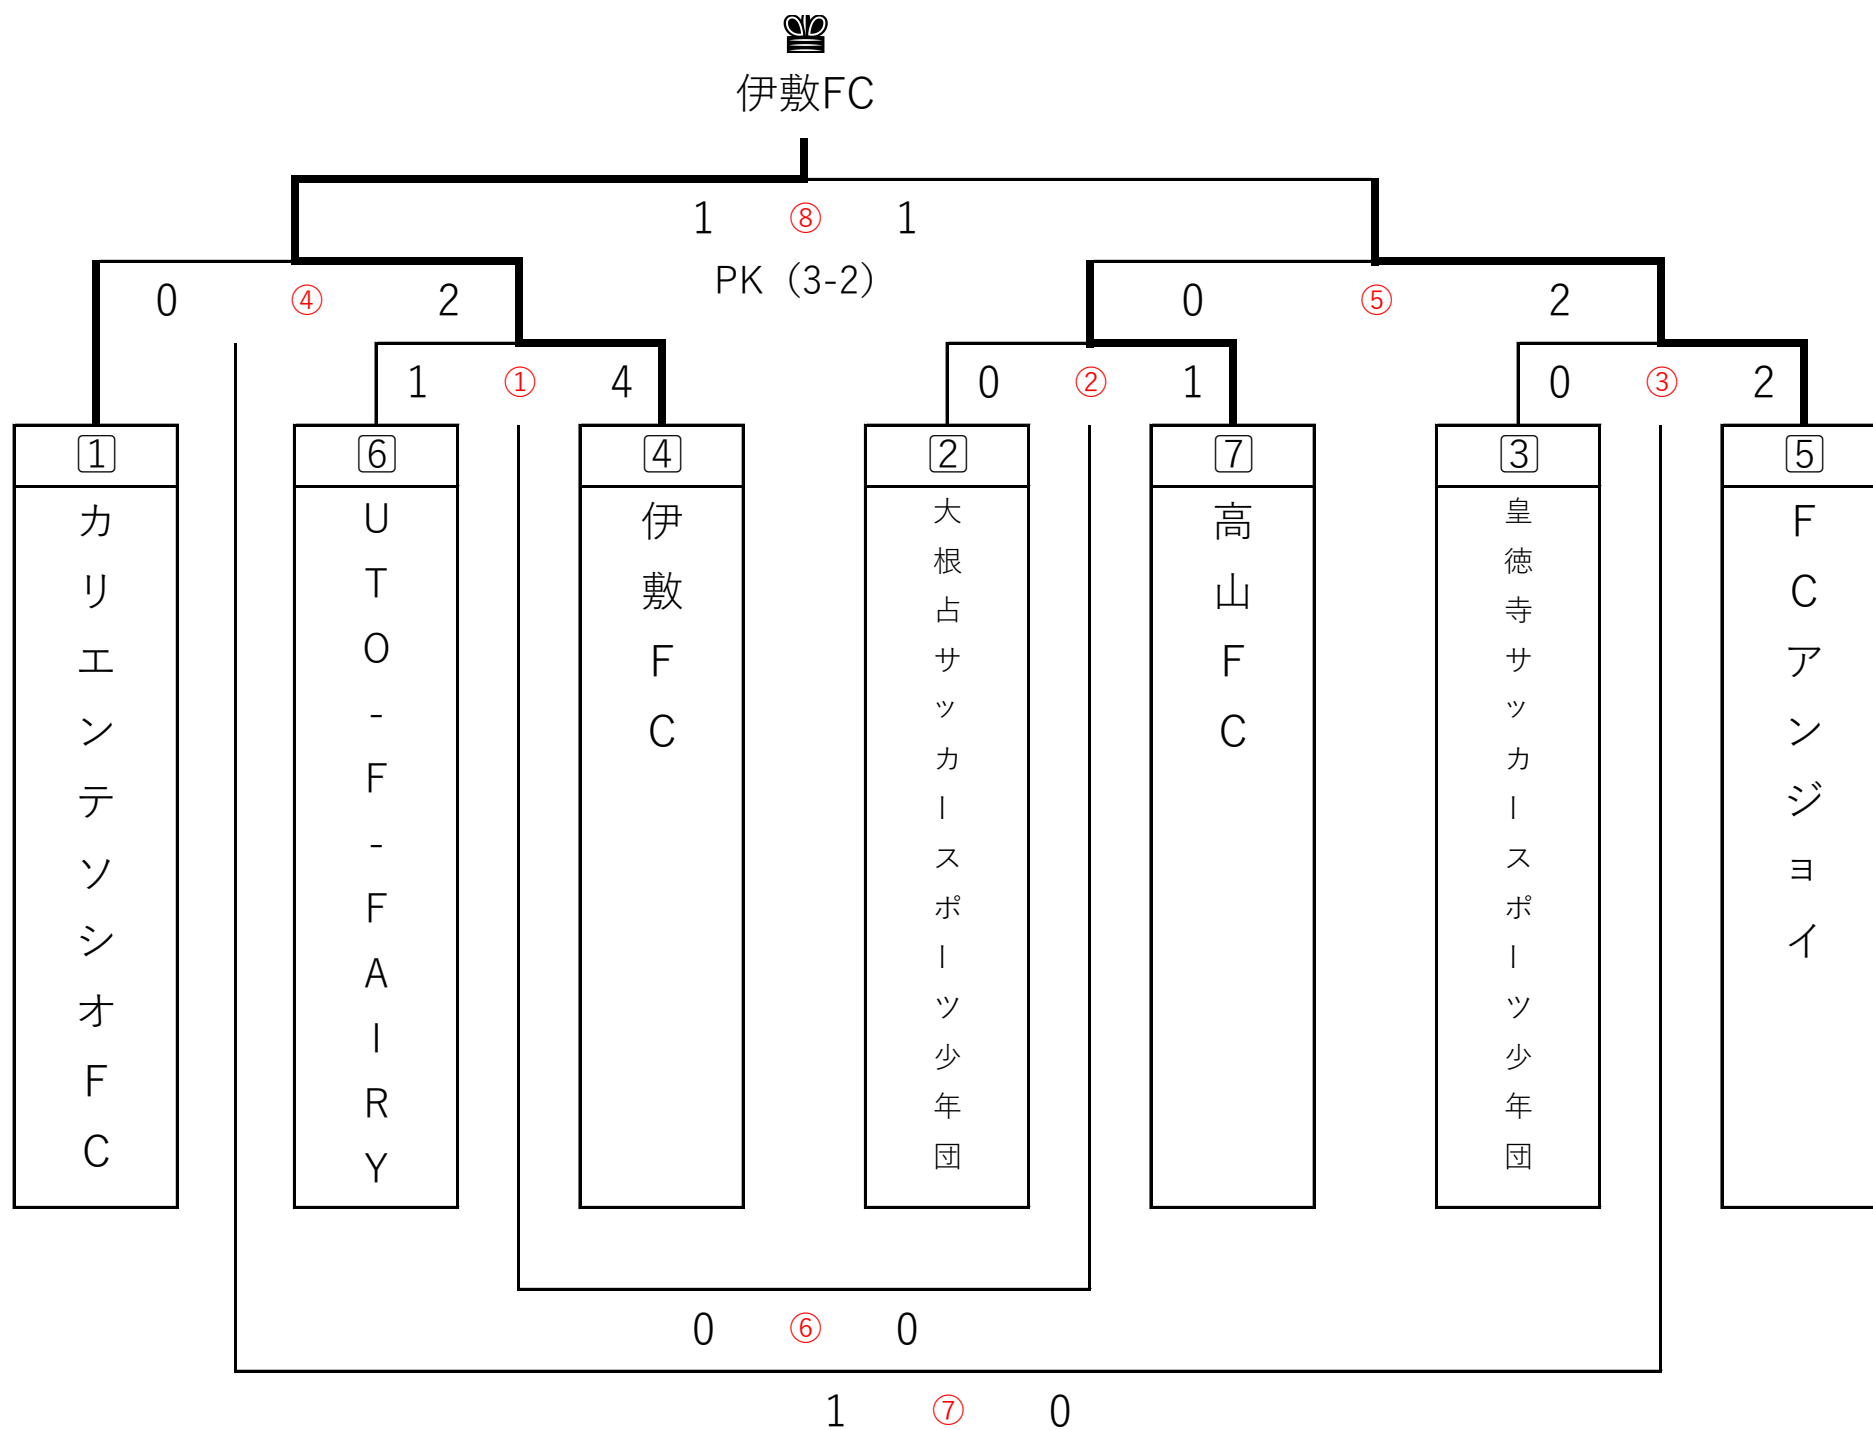 伊敷FC
1 ⑧ 1
PK（3-2）
0 ④ 2
0 ⑤ 2
1 ① 4
0 ② 1
0 ③ 2
1
6
4
2
7
3
5
カリエンテソシオFC
UTO-F-FAIRY
伊敷FC
大根占サッカースポーツ少年団
高山FC
皇徳寺サッカースポーツ少年団
FCアンジョイ
0 ⑥ 0
1 ⑦ 0